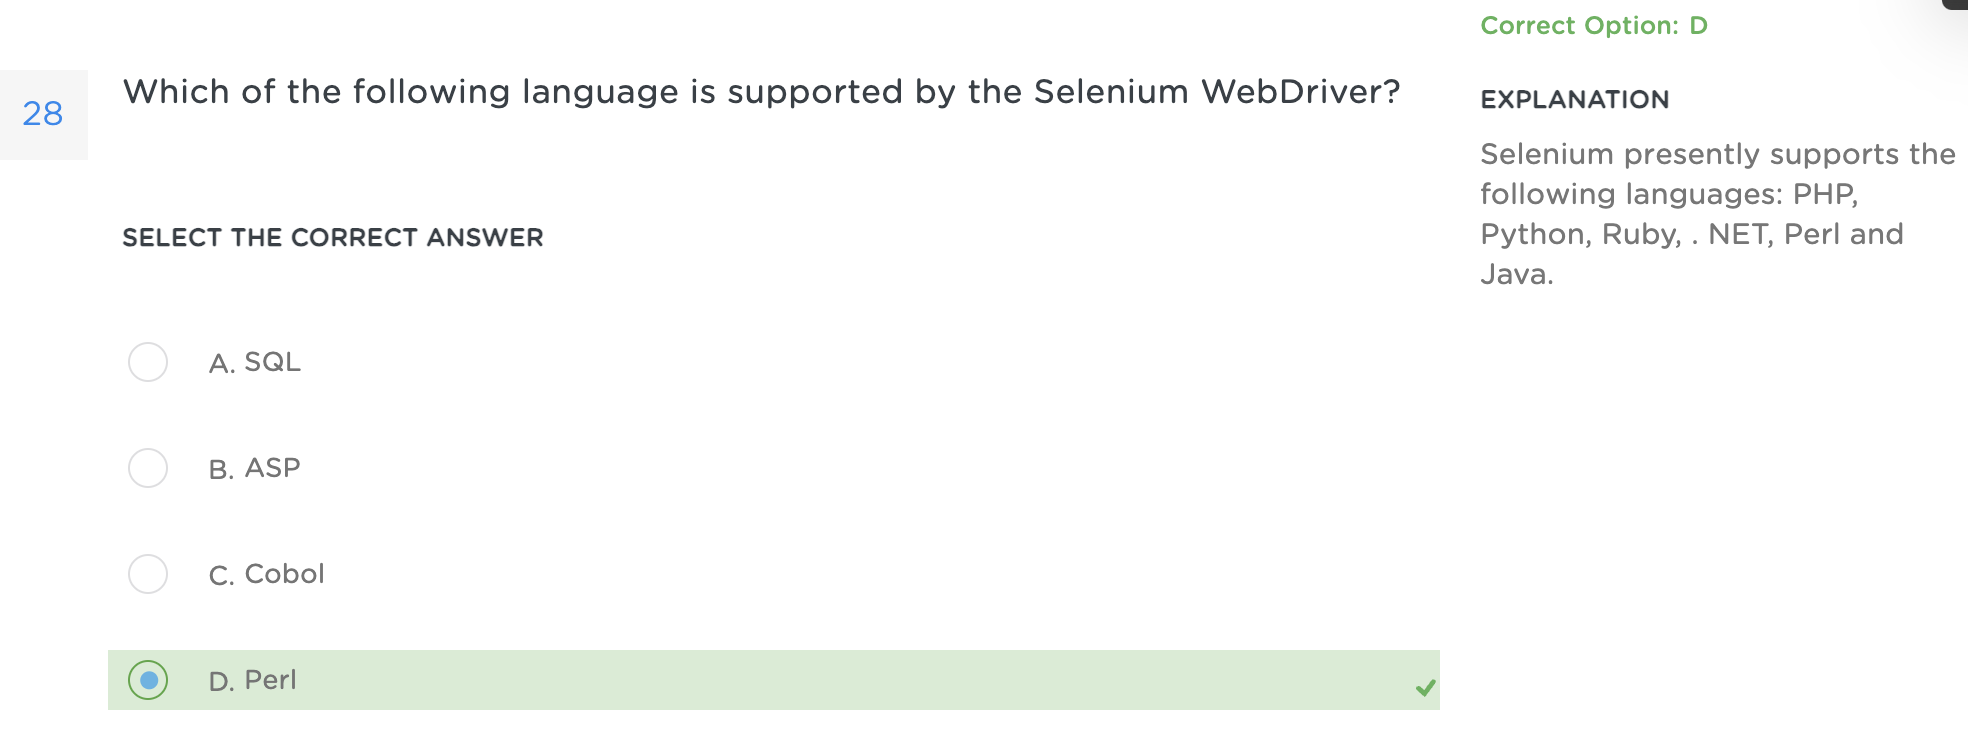 28
Which of the following language is supported by the Selenium WebDriver?
SELECT THE CORRECT ANSWER
A. SQL
B. ASP
C. Cobol
D. Perl
Correct Option: D
EXPLANATION
Selenium presently supports the
following languages: PHP,
Python, Ruby, . NET, Perl and
Java.